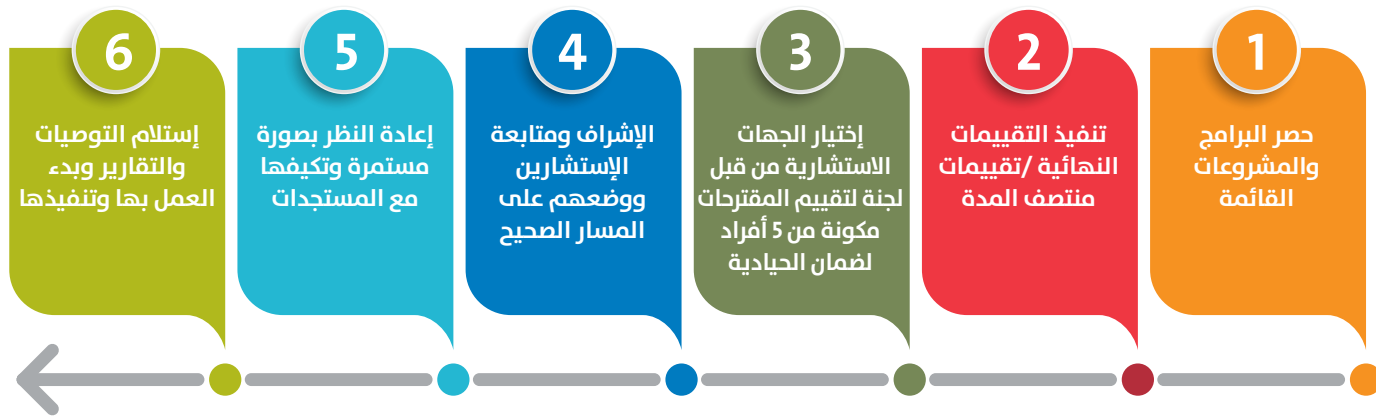 1
حصر البرامج
والمشروعات
القائمة
2
تنفيذ التقييمات
النهائية /تقييمات
منتصف المدة
3
إختيار الجهات
الاستشارية من قبل
لجنة لتقييم المقترحات
مكونة من 5 أفراد
لضمان الحيادية
4
الإشراف ومتابعة
الإستشارين
ووضعهم على
المسار الصحيح
5
إعادة النظر بصورة
مستمرة وتكيفها
مع المستجدات
6
إستلام التوصيات
والتقارير وبدء
العمل بها وتنفيذها